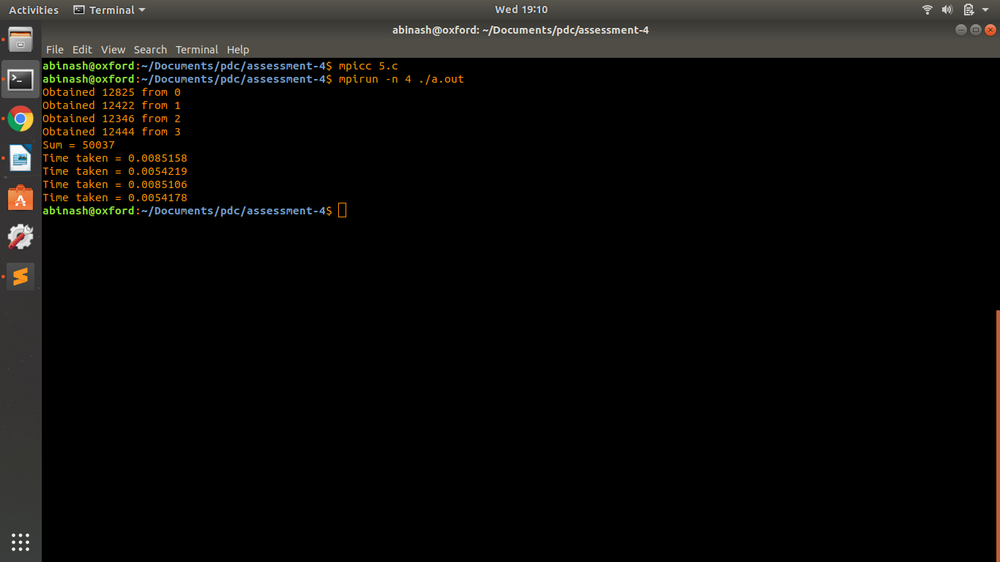 Activities Terminal Wed 19:10
abinash@oxford: ~/Documents/pdc/assessment-4
File Edit View Search Terminal Help
abinash@oxford:~/Documents/pdc/assessment-4$ mpicc 5.c
abinash@oxford:~/Documents/pdc/assessment-4$ mpirun -n 4 ./a.out
Obtained 12825 from 0
Obtained 12422 from 1
Obtained 12346 from 2
Obtained 12444 from 3
Sum = 50037
Time taken = 0.0085158
Time taken = 0.0054219
Time taken = 0.0085106
Time taken = 0.0054178
abinash@oxford:~/Documents/pdc/assessment-4$